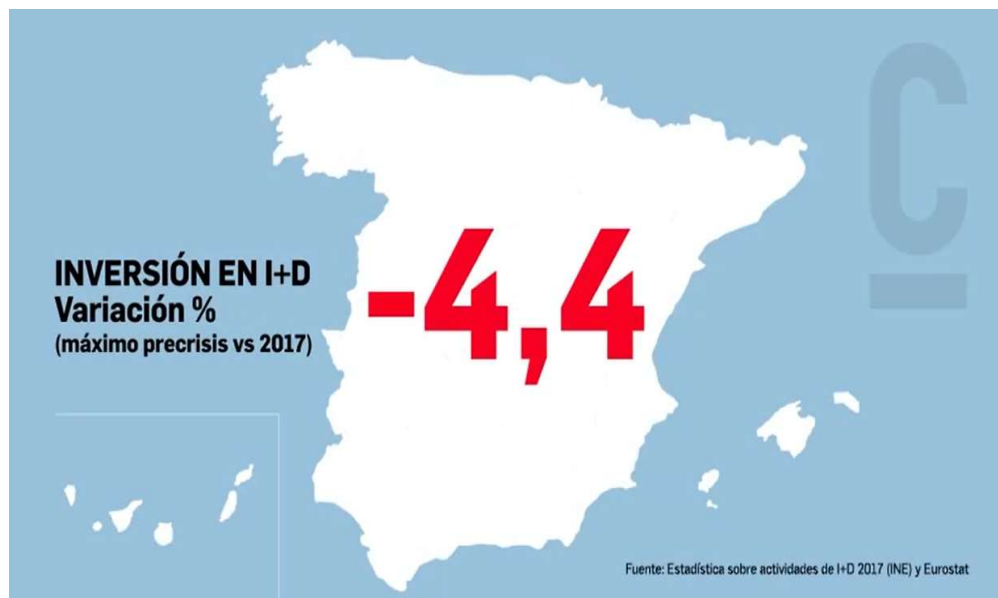 INVERSIÓN EN I+D
Variación %
(máximo precrisis vs 2017)
-4,4
Fuente: Estadística sobre actividades de I+D 2017 (INE) y Eurostat